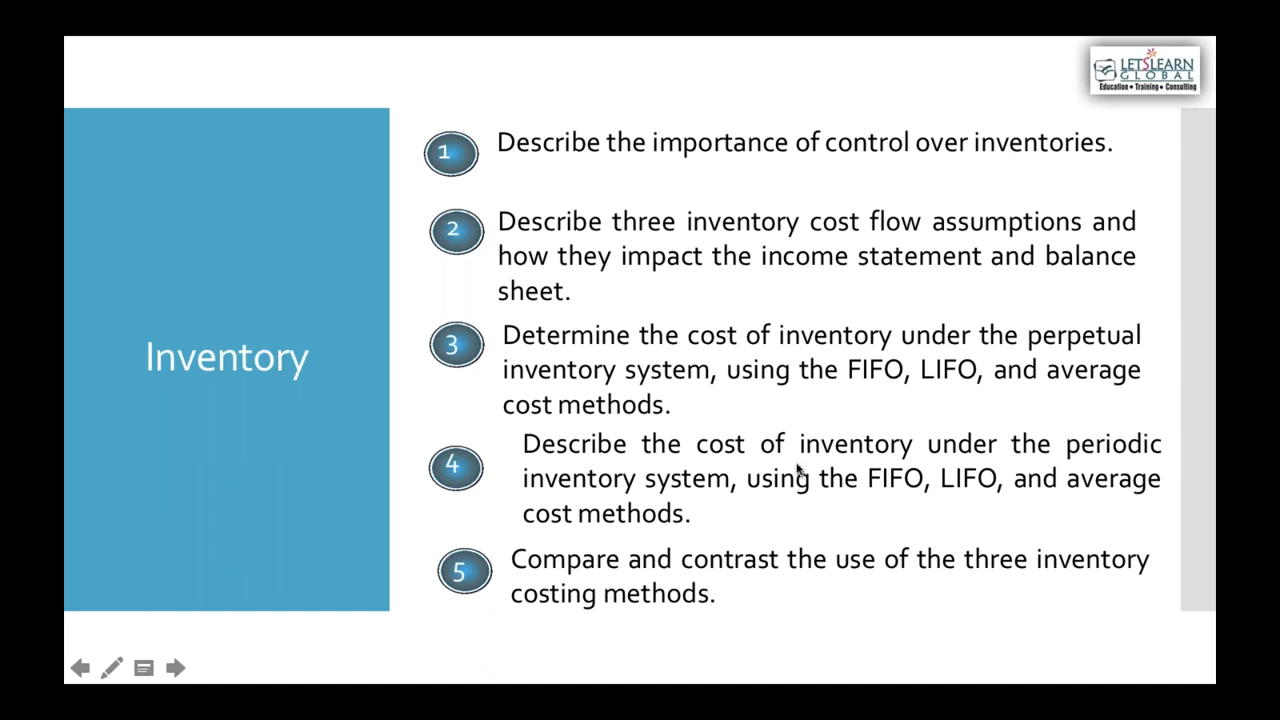 LETSLEARN
GLOBAL
Education • Training • Consulting
Inventory
1
Describe the importance of control over inventories.
2
Describe three inventory cost flow assumptions and
how they impact the income statement and balance
sheet.
3
Determine the cost of inventory under the perpetual
inventory system, using the FIFO, LIFO, and average
cost methods.
4
Describe the cost of inventory under the periodic
inventory system, using the FIFO, LIFO, and average
cost methods.
5
Compare and contrast the use of the three inventory
costing methods.